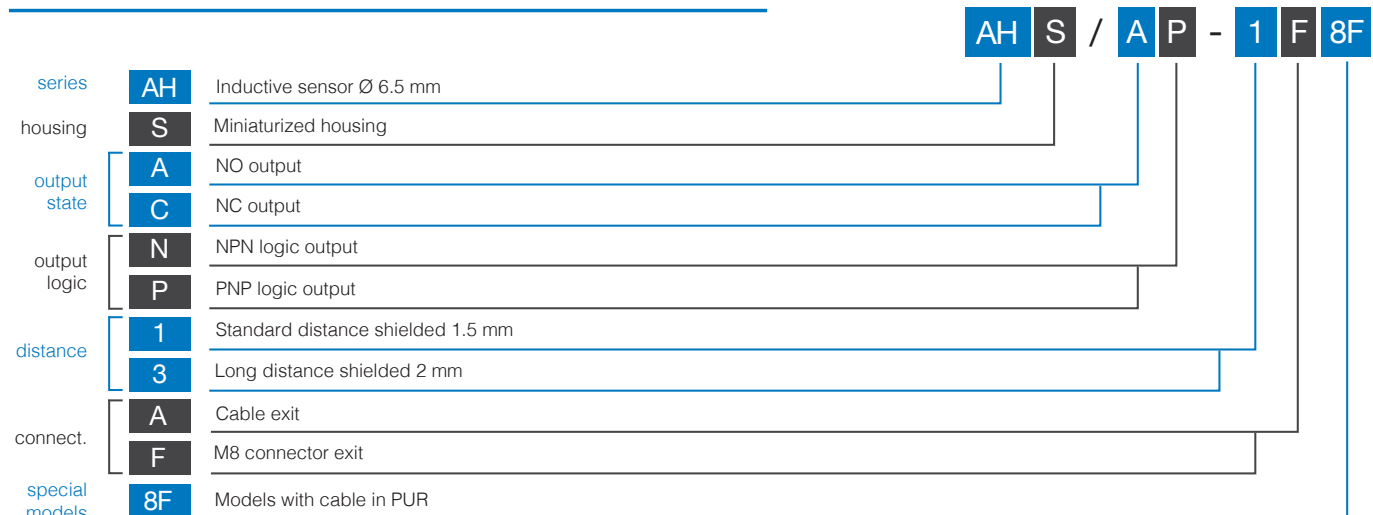 AH S / A P - 1 F 8F
series AH Inductive sensor Ø 6.5 mm
housing S Miniaturized housing
output state
A NO output
C NC output
output logic
N NPN logic output
P PNP logic output
distance
1 Standard distance shielded 1.5 mm
3 Long distance shielded 2 mm
connect.
A Cable exit
F M8 connector exit
special models
8F Models with cable in PUR